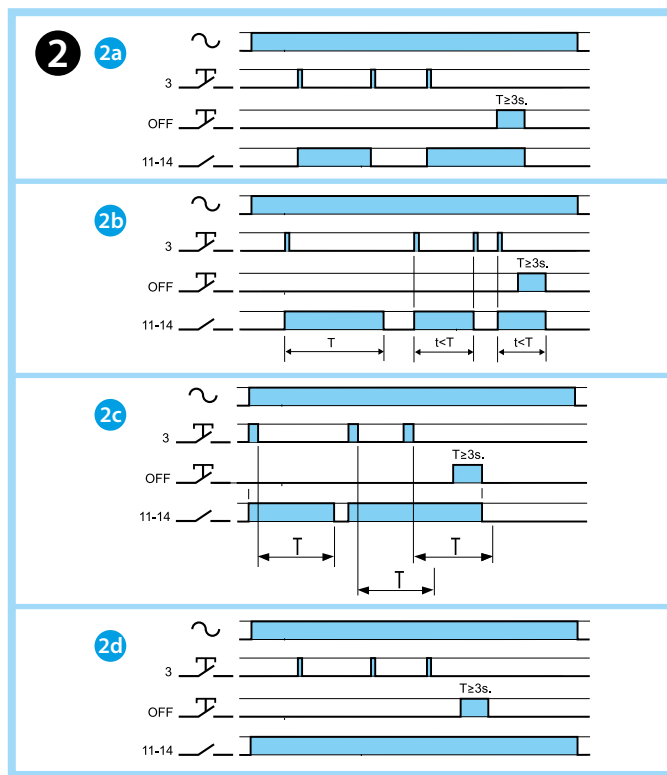 2
2a
3
T≥3s.
OFF
11-14
2b
3
T≥3s.
OFF
11-14
T
t<T
t<T
2c
3
T≥3s.
OFF
11-14
T
T
T
2d
3
T≥3s.
OFF
11-14